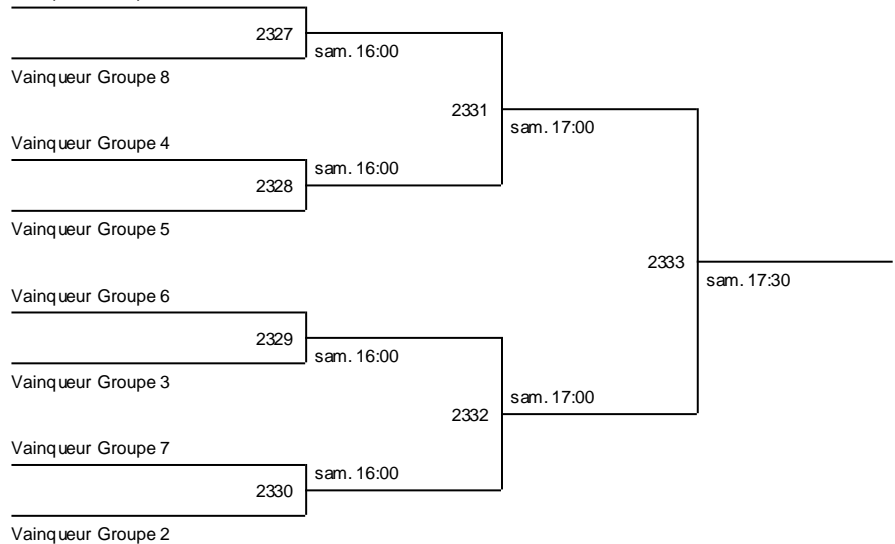 2327
sam. 16:00
Vainqueur Groupe 8
2331
sam. 17:00
Vainqueur Groupe 4
sam. 16:00
2328
Vainqueur Groupe 5
2333
sam. 17:30
Vainqueur Groupe 6
2329
sam. 16:00
Vainqueur Groupe 3
sam. 17:00
2332
Vainqueur Groupe 7
sam. 16:00
2330
Vainqueur Groupe 2